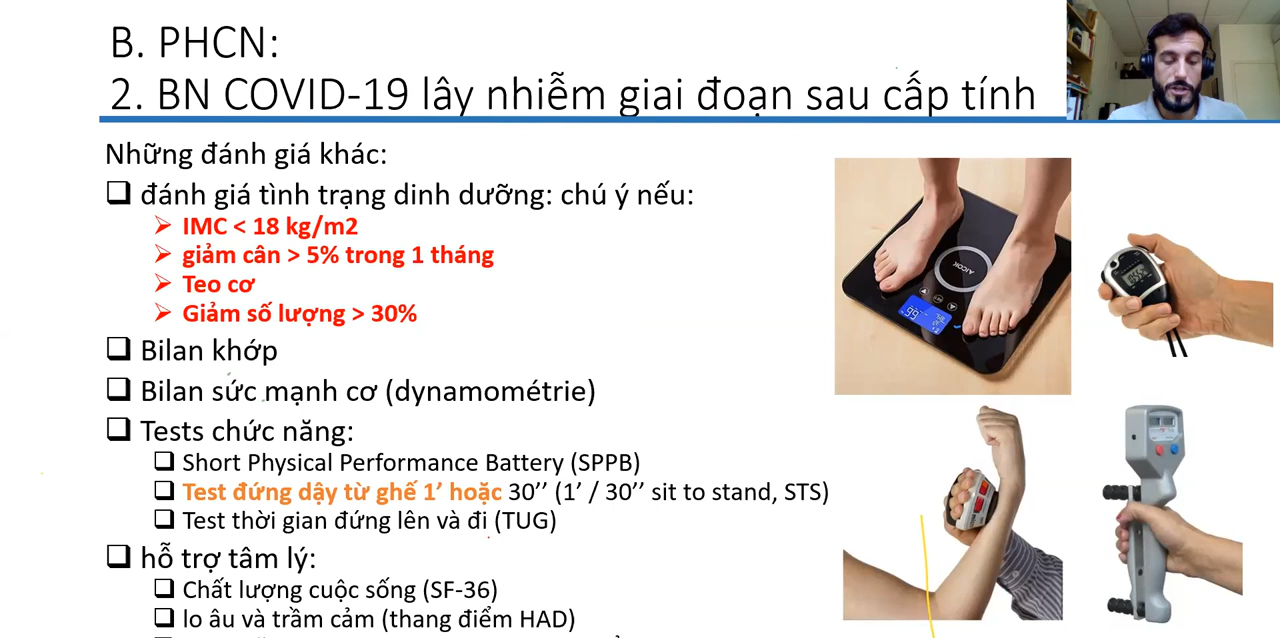 B. PHCN:
2. BN COVID-19 lây nhiễm giai đoạn sau cấp tính
Những đánh giá khác:
đánh giá tình trạng dinh dưỡng: chú ý nếu:
IMC < 18 kg/m2
giảm cân > 5% trong 1 tháng
Teo cơ
Giảm số lượng > 30%
Bilan khớp
Bilan sức mạnh cơ (dynamométrie)
Tests chức năng:
Short Physical Performance Battery (SPPB)
Test đứng dậy từ ghế 1’ hoặc 30’’ (1’ / 30’’ sit to stand, STS)
Test thời gian đứng lên và đi (TUG)
hỗ trợ tâm lý:
Chất lượng cuộc sống (SF-36)
lo âu và trầm cảm (thang điểm HAD)